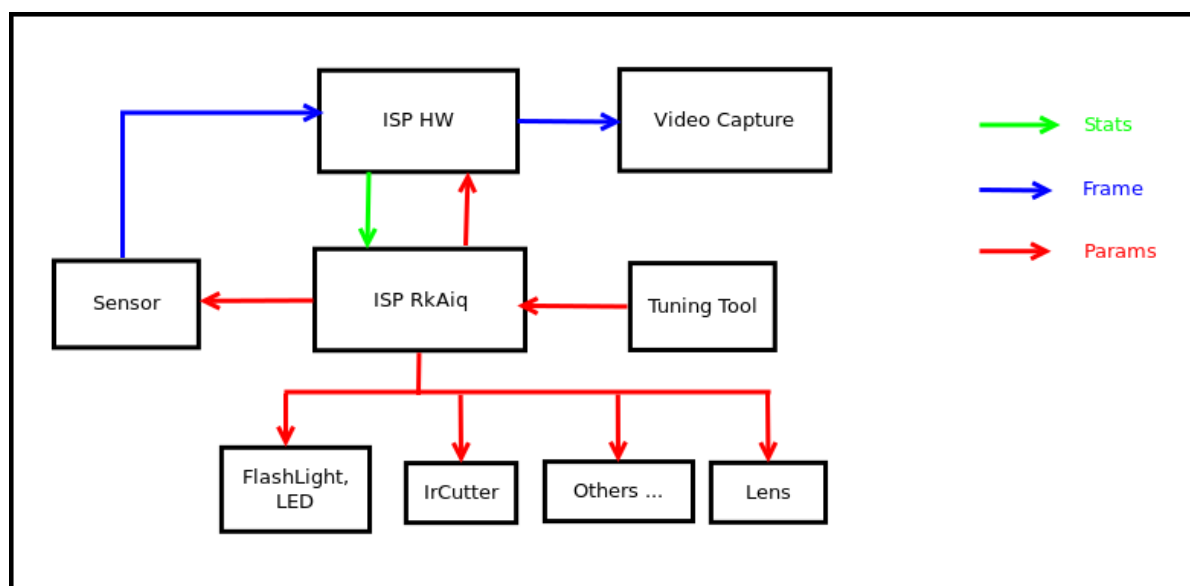 ISP HW
Video Capture
Stats
Frame
Params
Sensor
ISP RkAiq
Tuning Tool
FlashLight,
LED
IrCutter
Others ...
Lens